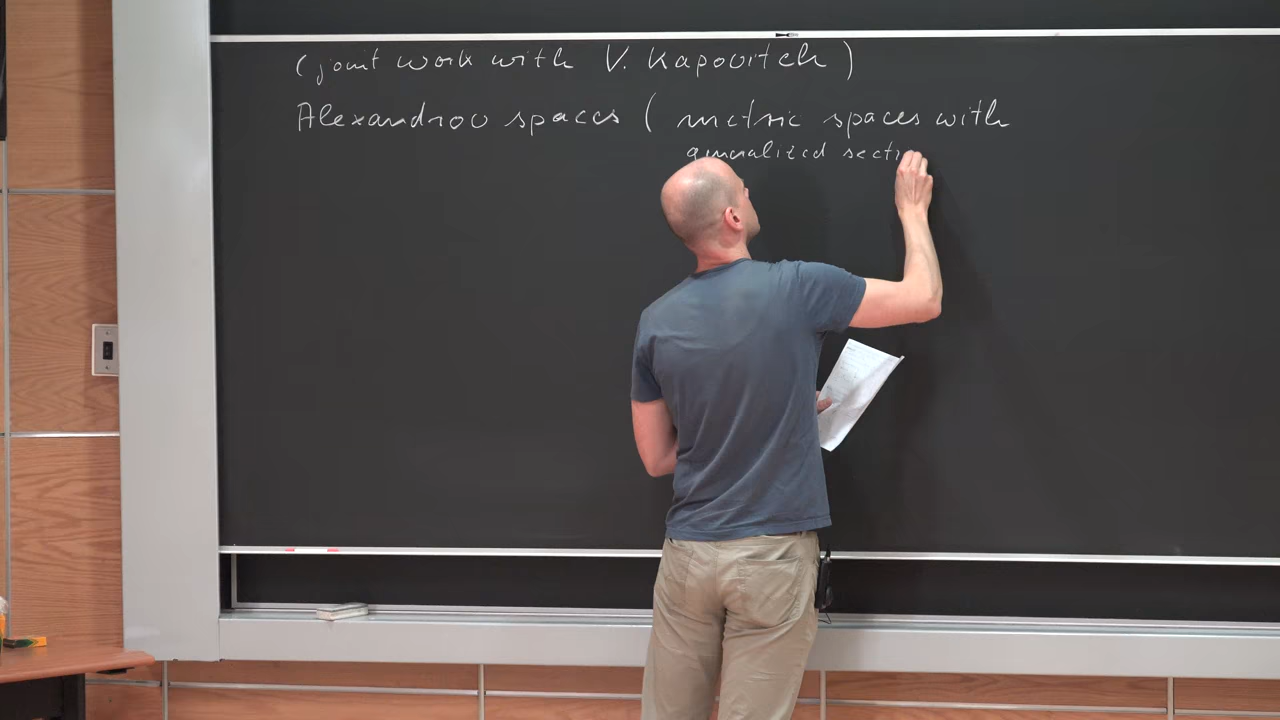 (joint work with V. Kapovitch)
Alexandrov spaces ( metric spaces with
generalized secti